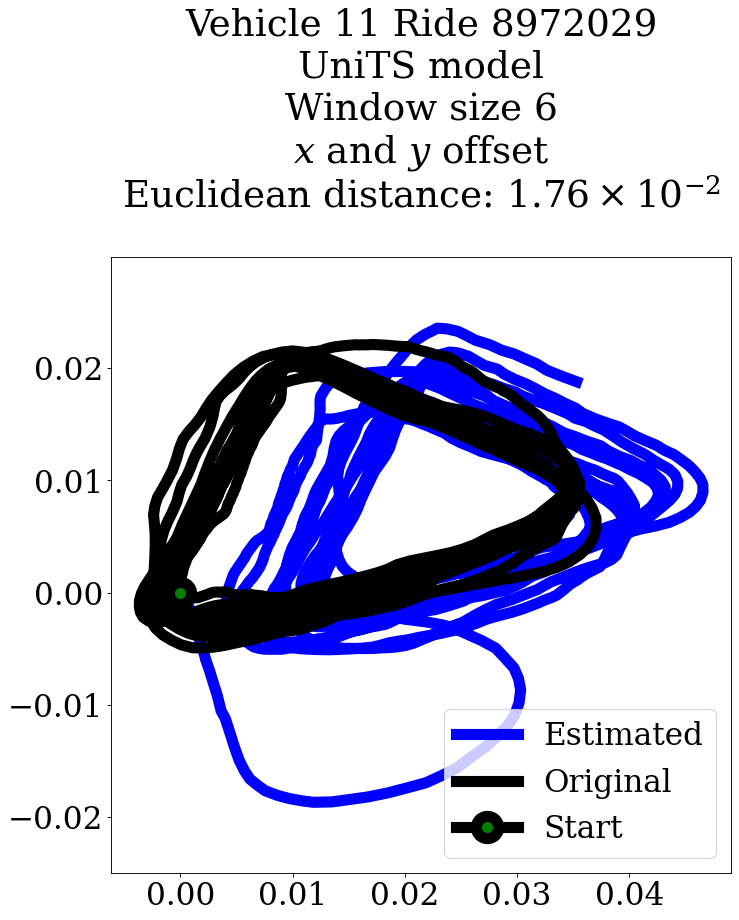 Vehicle 11 Ride 8972029
UniTS model
Window size 6
x and y offset
Euclidean distance: 1.76 × 10⁻²
0.02
0.01
0.00
−0.01
−0.02
Estimated
Original
Start
0.00 0.01 0.02 0.03 0.04